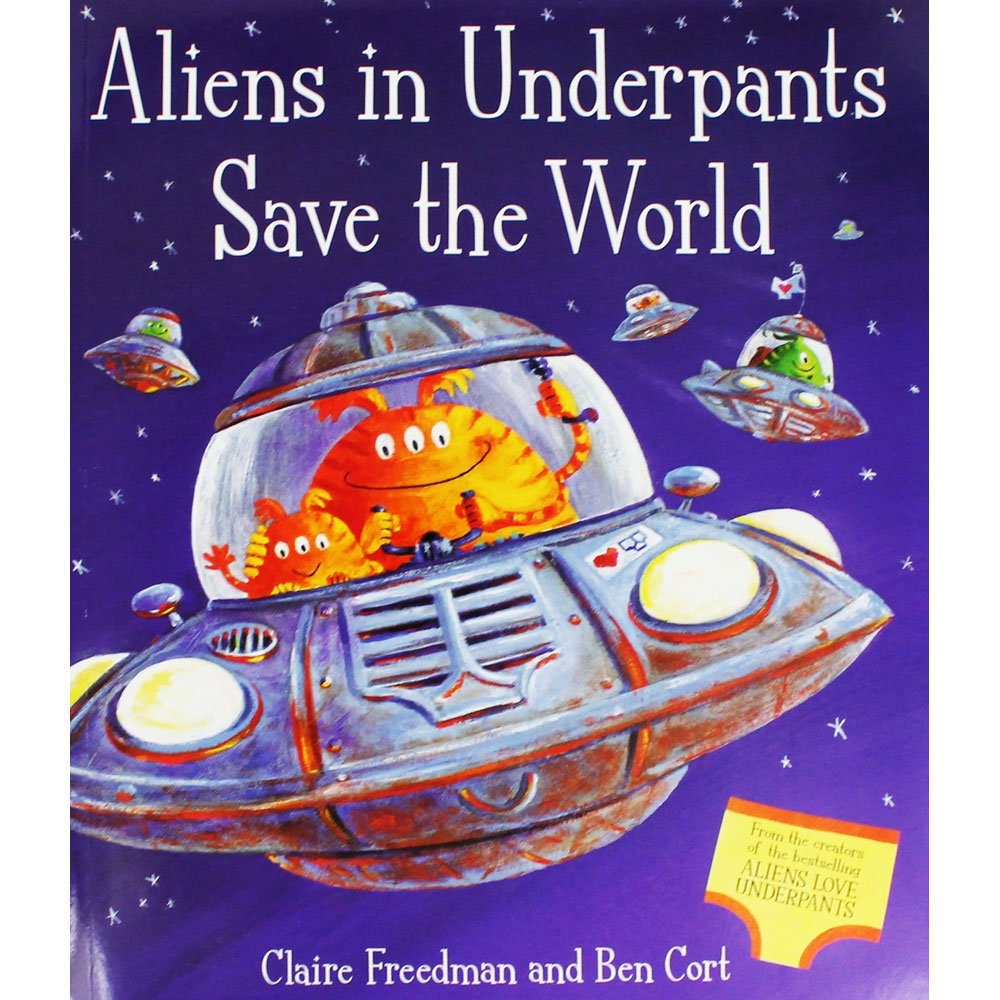 Aliens in Underpants
Save the World
From the creators
of the bestselling
ALIENS LOVE
UNDERPANTS
Claire Freedman and Ben Cort